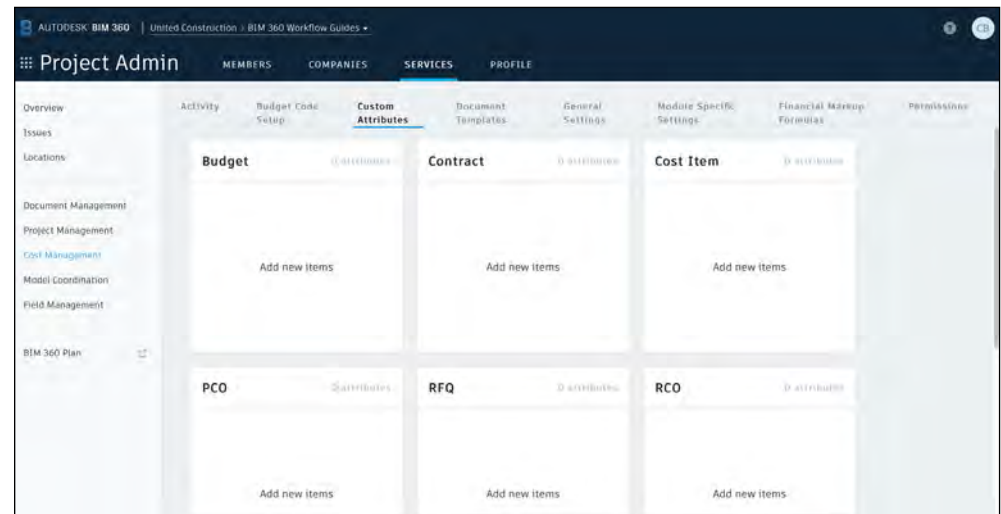 AUTODESK BIM 360 | United Construction > BIM 360 Workflow Guides
CB
Project Admin MEMBERS COMPANIES SERVICES PROFILE
Overview
Issues
Locations
Document Management
Project Management
Cost Management
Model Coordination
Field Management
BIM 360 Plan
Activity
Budget Code Setup
Custom Attributes
Document Templates
General Settings
Module Specific Settings
Financial Markup Formulas
Permissions
Budget 0 attributes
Add new items
Contract 0 attributes
Add new items
Cost Item 0 attributes
Add new items
PCO 0 attributes
Add new items
RFQ 0 attributes
Add new items
RCO 0 attributes
Add new items